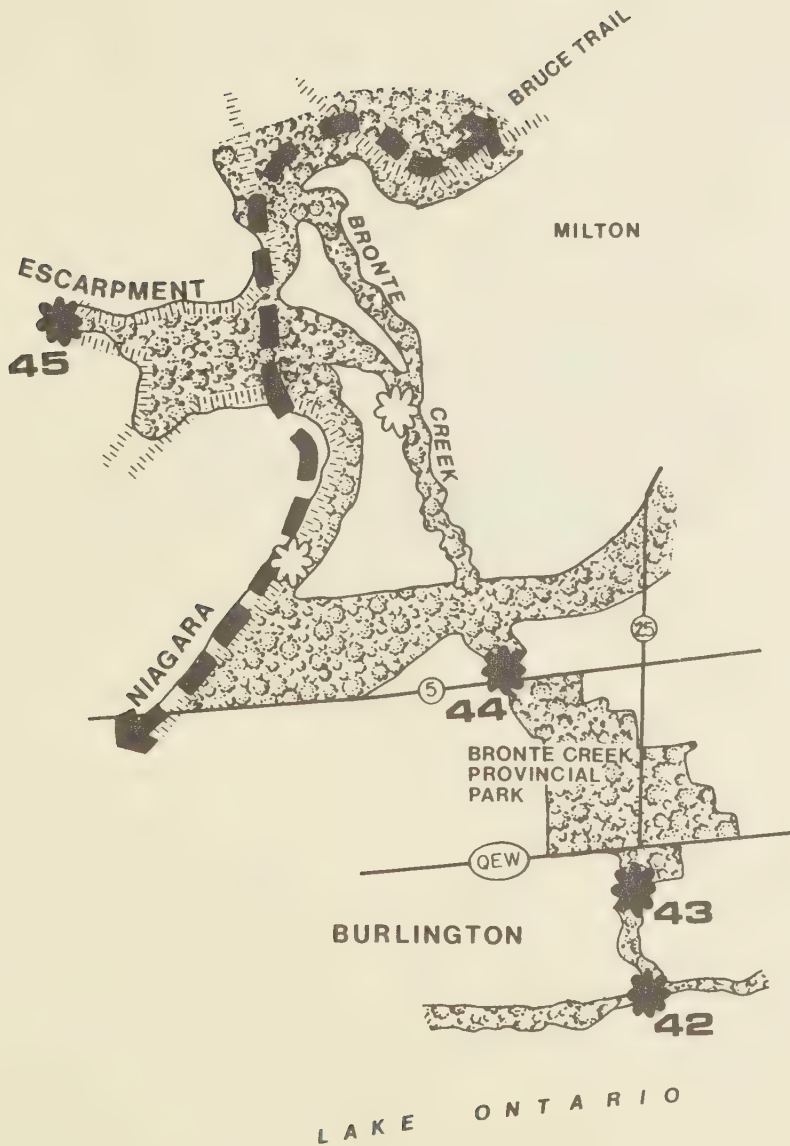 BRUCE TRAIL
BRONTE
MILTON
ESCARPMENT
45
CREEK
NIAGARA
25
5
44
BRONTE CREEK
PROVINCIAL
PARK
QEW
43
BURLINGTON
42
LAKE ONTARIO